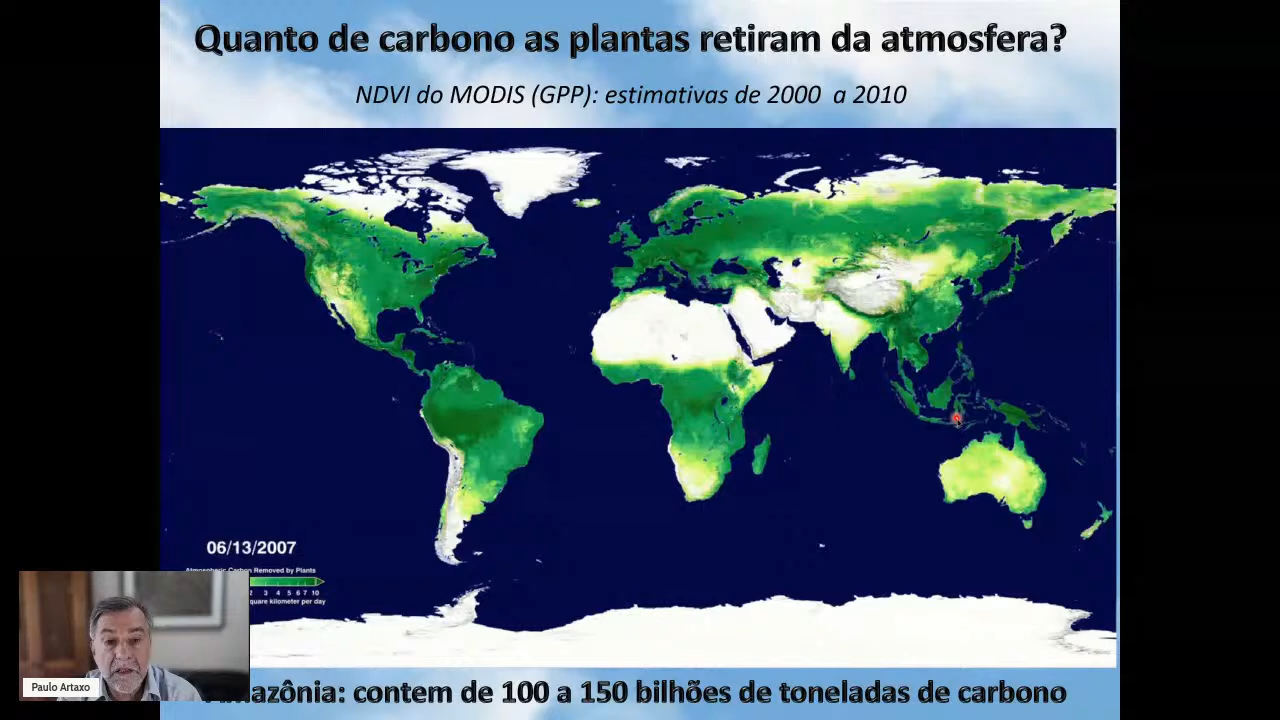 Quanto de carbono as plantas retiram da atmosfera?
NDVI do MODIS (GPP): estimativas de 2000 a 2010
06/13/2007
Atmospheric Carbon Removed by Plants
2 3 4 5 6 7 10
square kilometer per day
Paulo Artaxo
Amazônia: contem de 100 a 150 bilhões de toneladas de carbono